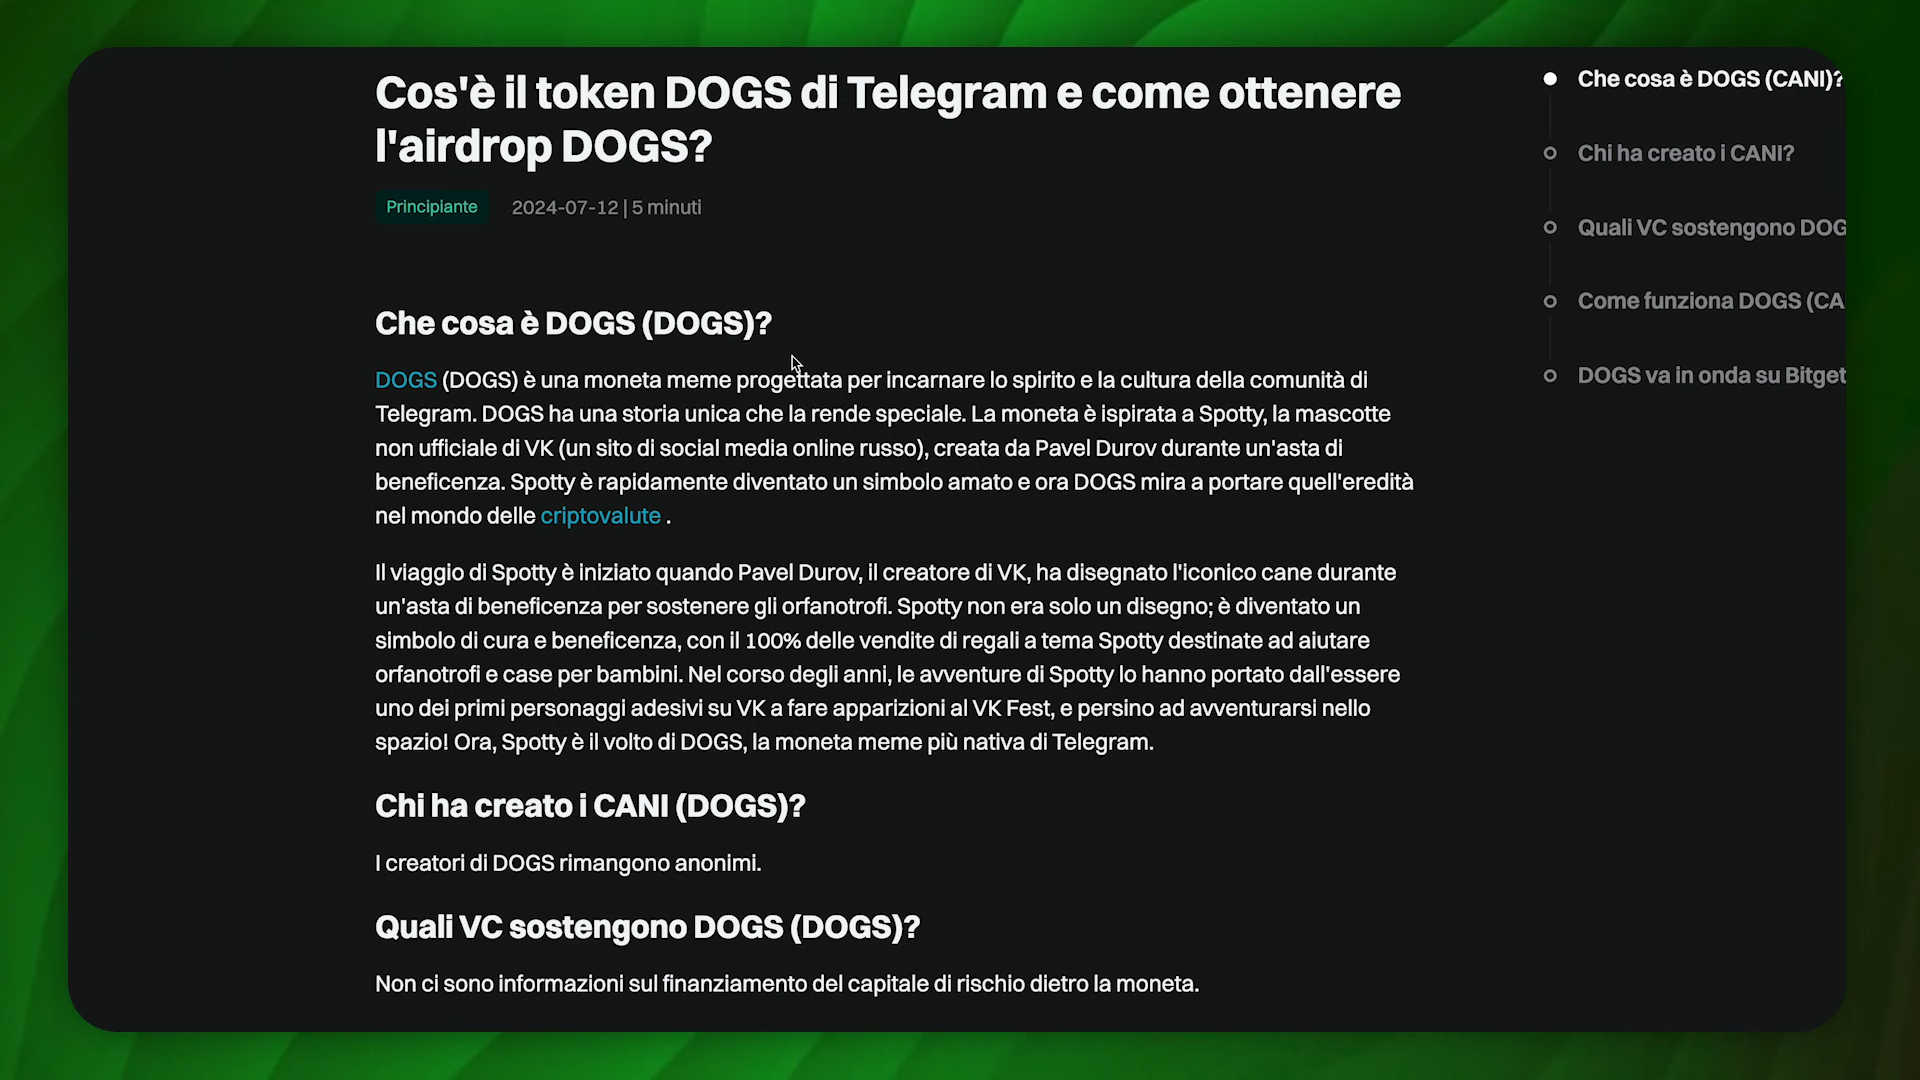 Cos'è il token DOGS di Telegram e come ottenere
l'airdrop DOGS?
Principiante
2024-07-12 | 5 minuti
Che cosa è DOGS (DOGS)?
DOGS (DOGS) è una moneta meme progettata per incarnare lo spirito e la cultura della comunità di
Telegram. DOGS ha una storia unica che la rende speciale. La moneta è ispirata a Spotty, la mascotte
non ufficiale di VK (un sito di social media online russo), creata da Pavel Durov durante un'asta di
beneficenza. Spotty è rapidamente diventato un simbolo amato e ora DOGS mira a portare quell'eredità
nel mondo delle criptovalute .
Il viaggio di Spotty è iniziato quando Pavel Durov, il creatore di VK, ha disegnato l'iconico cane durante
un'asta di beneficenza per sostenere gli orfanotrofi. Spotty non era solo un disegno; è diventato un
simbolo di cura e beneficenza, con il 100% delle vendite di regali a tema Spotty destinate ad aiutare
orfanotrofi e case per bambini. Nel corso degli anni, le avventure di Spotty lo hanno portato dall'essere
uno dei primi personaggi adesivi su VK a fare apparizioni al VK Fest, e persino ad avventurarsi nello
spazio! Ora, Spotty è il volto di DOGS, la moneta meme più nativa di Telegram.
Chi ha creato i CANI (DOGS)?
I creatori di DOGS rimangono anonimi.
Quali VC sostengono DOGS (DOGS)?
Non ci sono informazioni sul finanziamento del capitale di rischio dietro la moneta.
Che cosa è DOGS (CANI)?
Chi ha creato i CANI?
Quali VC sostengono DOG
Come funziona DOGS (CA
DOGS va in onda su Bitget